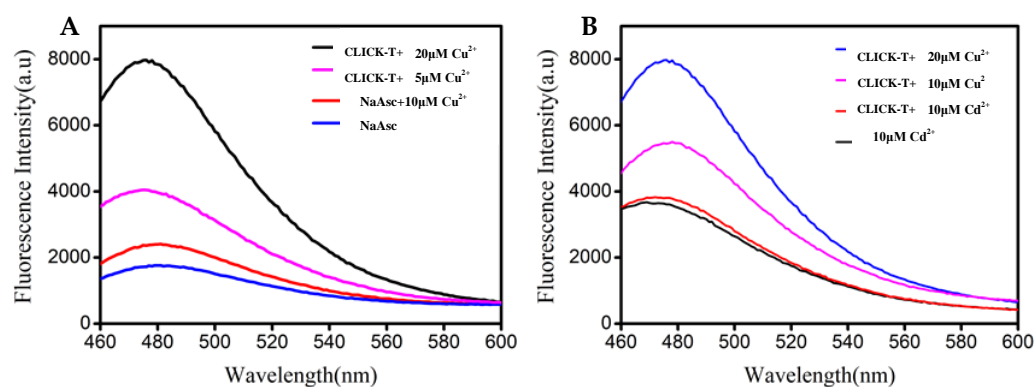 A
CLICK-T+ 20μM Cu²⁺
CLICK-T+ 5μM Cu²⁺
NaAsc+10μM Cu²⁺
NaAsc
Fluorescence Intensity(a.u)
8000
6000
4000
2000
0
460 480 500 520 540 560 580 600
Wavelength(nm)
B
CLICK-T+ 20μM Cu²⁺
CLICK-T+ 10μM Cu²
CLICK-T+ 10μM Cd²⁺
10μM Cd²⁺
Fluorescence Intensity(a.u)
8000
6000
4000
2000
0
460 480 500 520 540 560 580 600
Wavelength(nm)